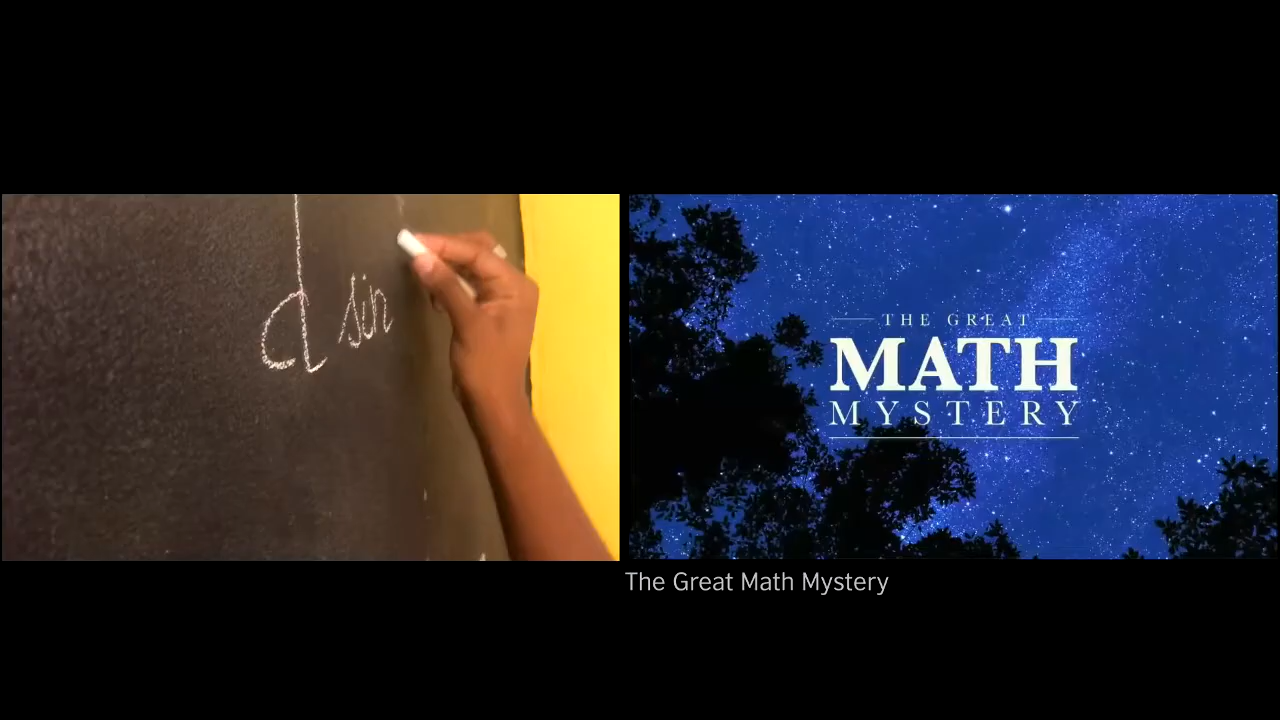 d sin
THE GREAT
MATH
MYSTERY
The Great Math Mystery